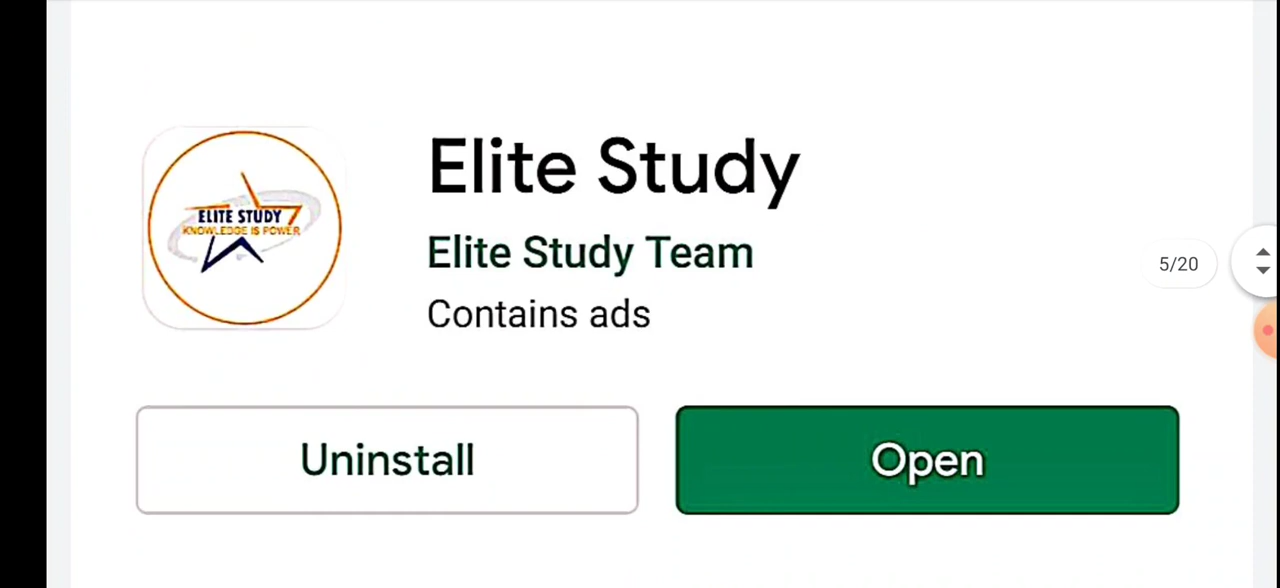 Elite Study
ELITE STUDY
KNOWLEDGE IS POWER
Elite Study Team
Contains ads
5/20
Uninstall
Open